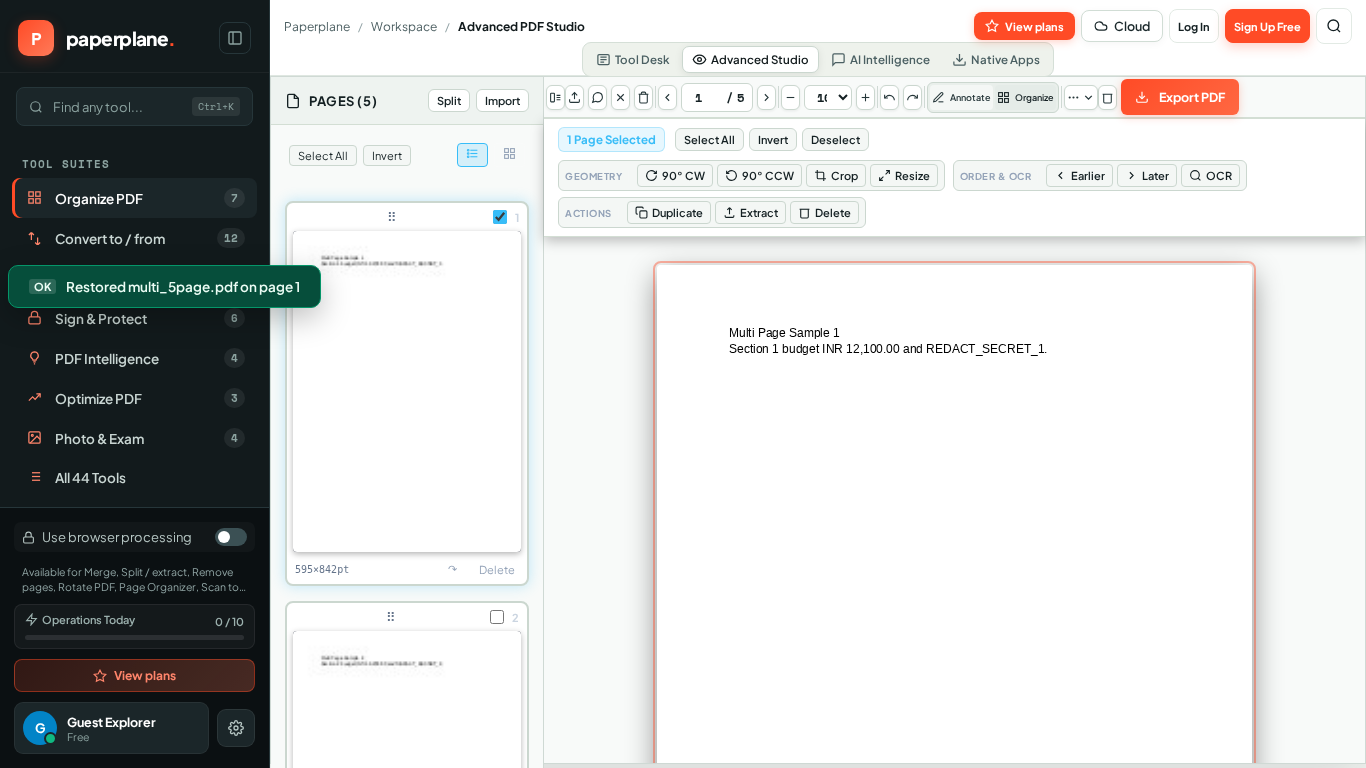 P paperplane.
Find any tool... Ctrl+K
TOOL SUITES
Organize PDF 7
Convert to / from 12
OK Restored multi_5page.pdf on page 1
Sign & Protect 6
PDF Intelligence 4
Optimize PDF 3
Photo & Exam 4
All 44 Tools
Use browser processing
Available for Merge, Split / extract, Remove
pages, Rotate PDF, Page Organizer, Scan to...
Operations Today 0 / 10
View plans
G Guest Explorer
Free
Paperplane / Workspace / Advanced PDF Studio
View plans Cloud Log In Sign Up Free
Tool Desk Advanced Studio AI Intelligence Native Apps
PAGES (5) Split Import
Select All Invert
1
595×842pt Delete
2
1 / 5 Annotate Organize Export PDF
1 Page Selected Select All Invert Deselect
GEOMETRY 90° CW 90° CCW Crop Resize ORDER & OCR Earlier Later OCR
ACTIONS Duplicate Extract Delete
Multi Page Sample 1
Section 1 budget INR 12,100.00 and REDACT_SECRET_1.